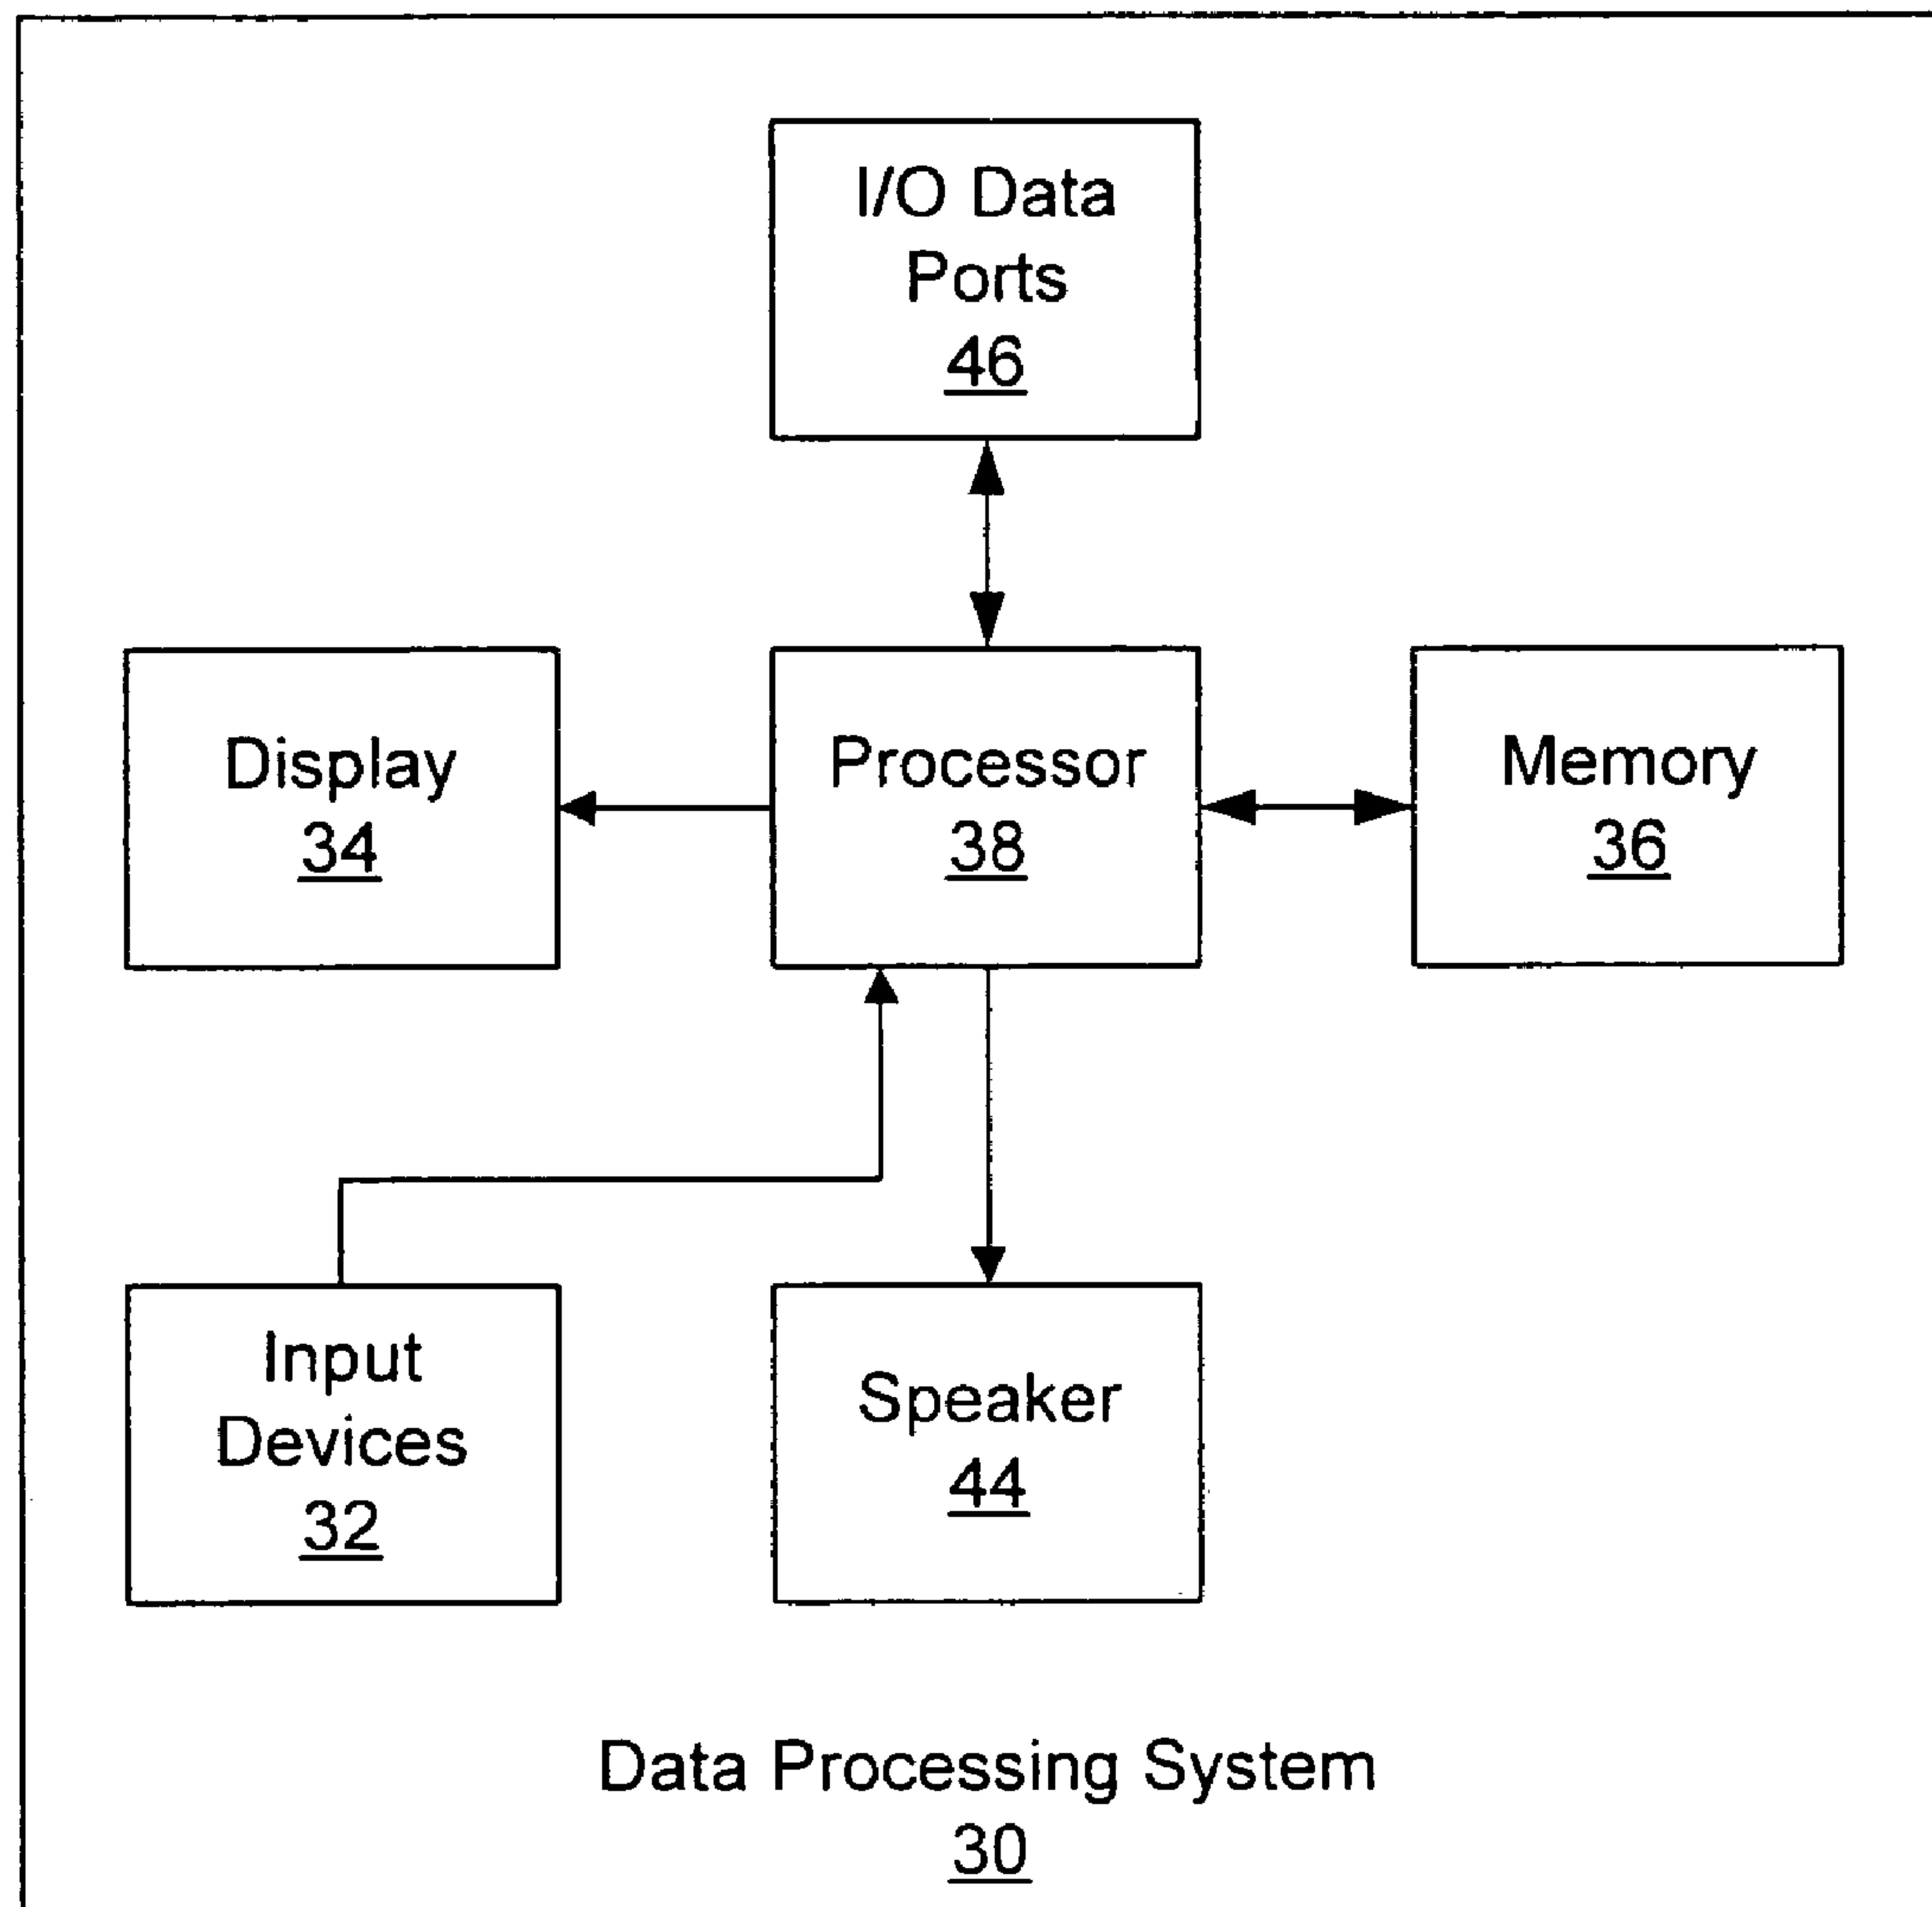 I/O Data
Ports
46
Display
34
Processor
38
Memory
36
Input
Devices
32
Speaker
44
Data Processing System
30